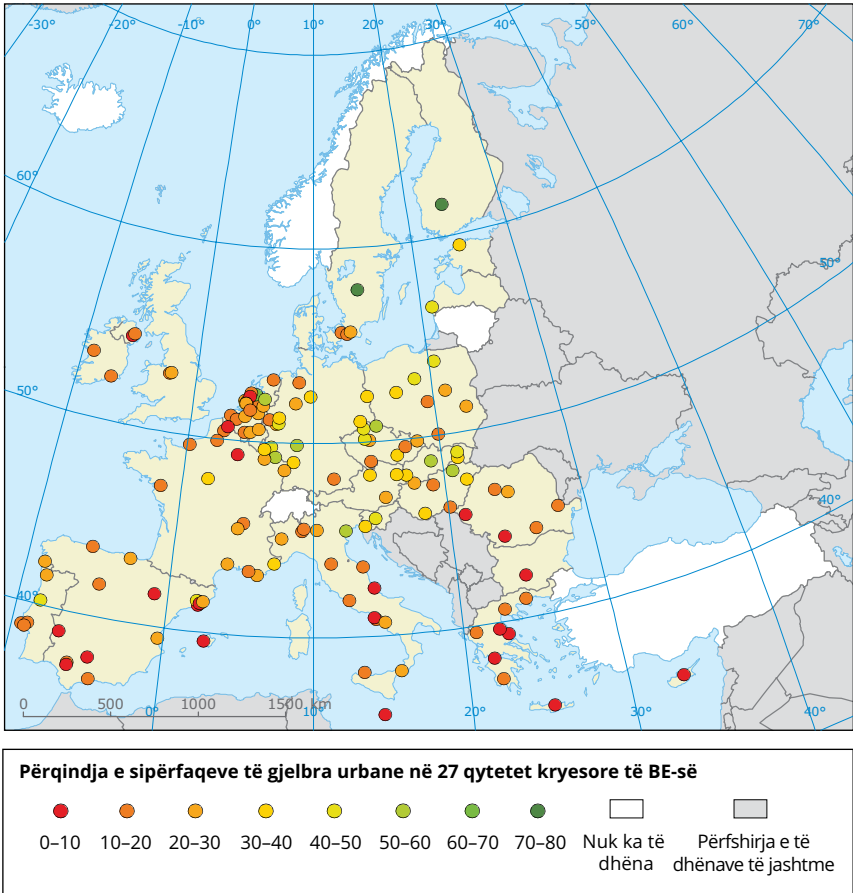 -30° -20° -10° 0° 10° 20° 30° 40° 50° 60° 70°
60°
50°
50°
40°
40°
0 500 1000 1500 km
0° 10° 20° 30° 40°
Përqindja e sipërfaqeve të gjelbra urbane në 27 qytetet kryesore të BE-së
0–10 10–20 20–30 30–40 40–50 50–60 60–70 70–80 Nuk ka të Përfshirja e të
dhëna dhënave të jashtme